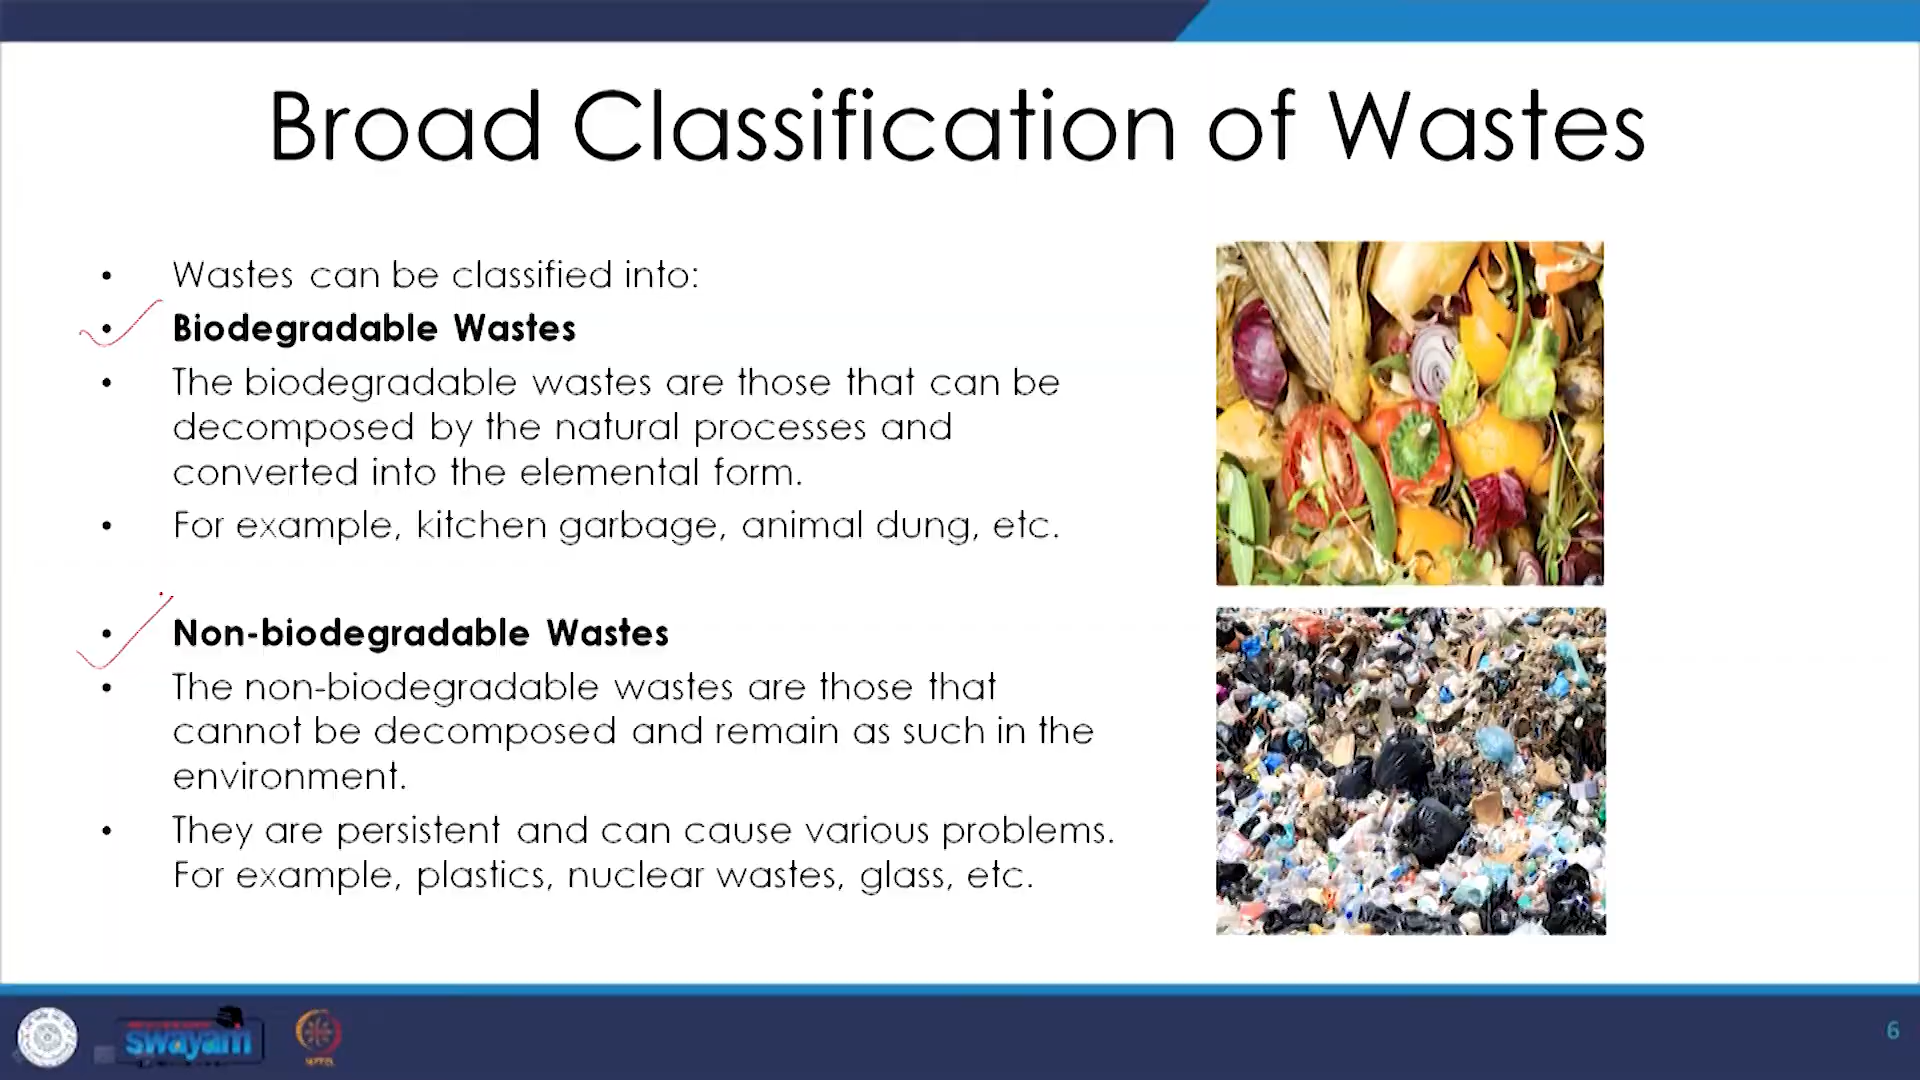 Broad Classification of Wastes
• Wastes can be classified into:
• Biodegradable Wastes
• The biodegradable wastes are those that can be
decomposed by the natural processes and
converted into the elemental form.
• For example, kitchen garbage, animal dung, etc.
• Non-biodegradable Wastes
• The non-biodegradable wastes are those that
cannot be decomposed and remain as such in the
environment.
• They are persistent and can cause various problems.
For example, plastics, nuclear wastes, glass, etc.
swayam
6